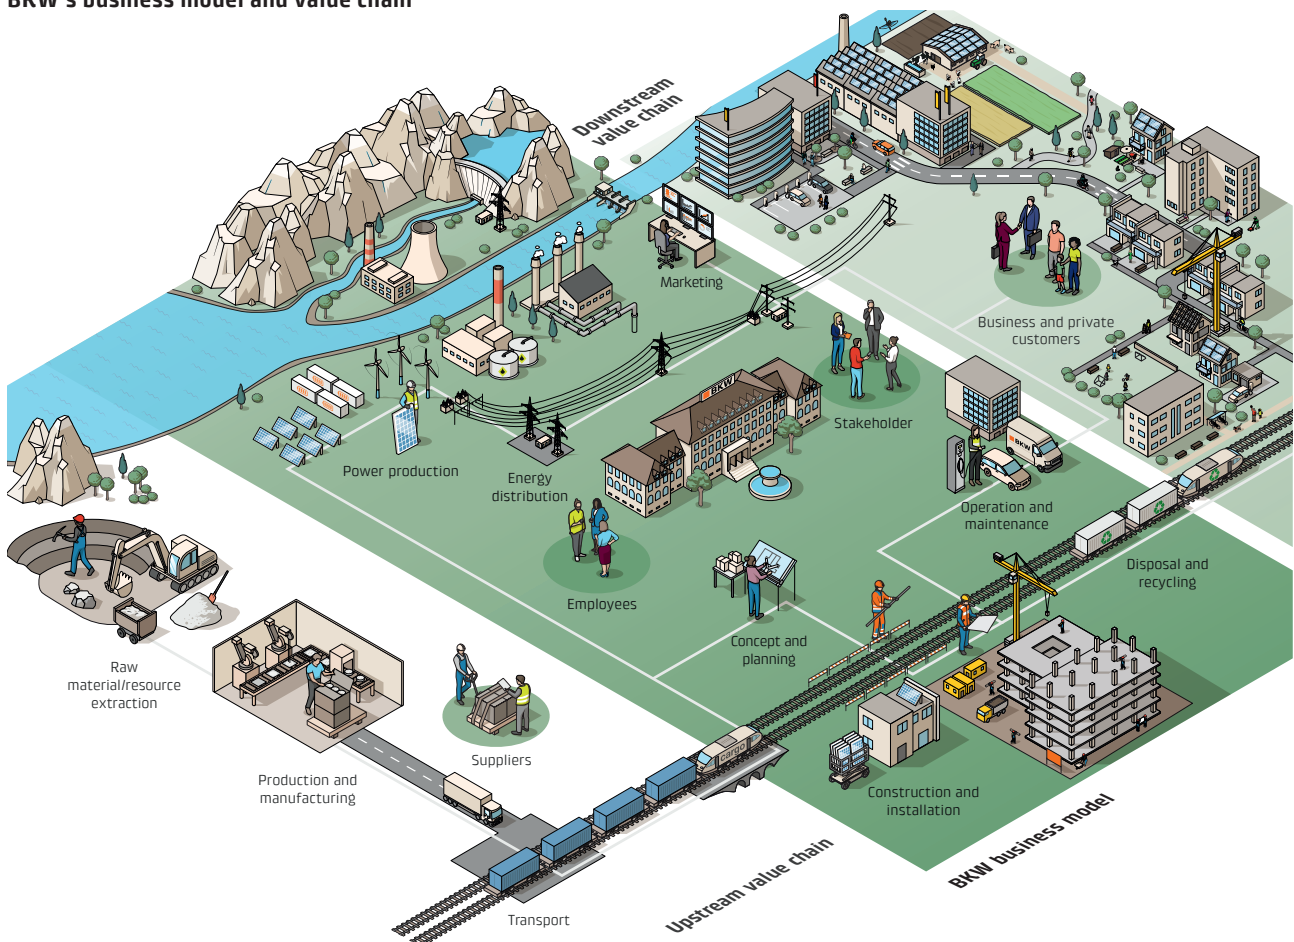 BKW's business model and value chain
Downstream
value chain
Marketing
Business and private
customers
BKW
Stakeholder
Power production
Energy
distribution
BKW
Operation and
maintenance
Disposal and
recycling
Employees
Concept and
planning
Raw
material/resource
extraction
Suppliers
cargo
Production and
manufacturing
Construction and
installation
BKW business model
Upstream value chain
Transport